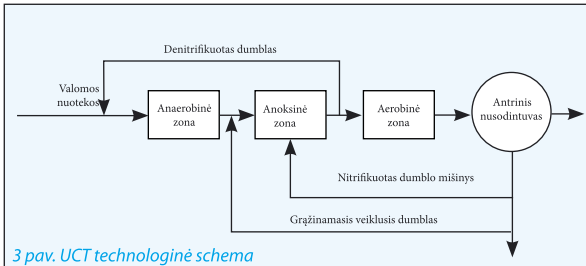 Denitrifikuotas dumblas
Valomos
nuotekos
Anaerobinė
zona
Anoksinė
zona
Aerobinė
zona
Antrinis
nusodintuvas
Nitrifikuotas dumblo mišinys
Grąžinamasis veiklusis dumblas
3 pav. UCT technologinė schema